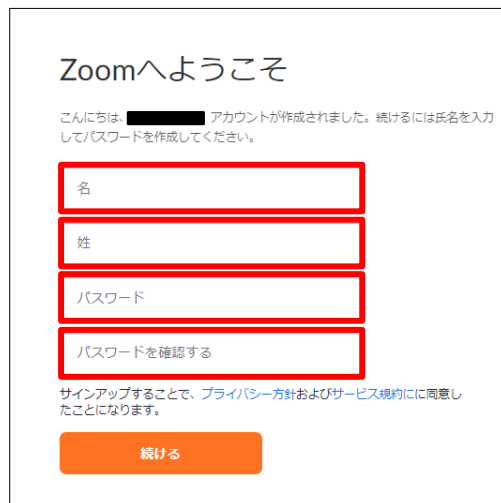 Zoomへようこそ
こんにちは、 アカウントが作成されました。続けるには氏名を入力
してパスワードを作成してください。
名
姓
パスワード
パスワードを確認する
サインアップすることで、プライバシー方針およびサービス規約にに同意し
たことになります。
続ける